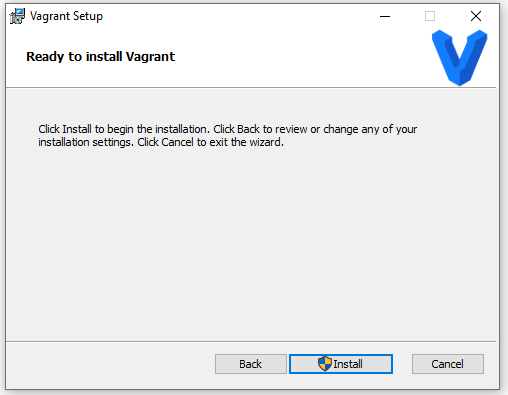 Vagrant Setup
Ready to install Vagrant
Click Install to begin the installation. Click Back to review or change any of your
installation settings. Click Cancel to exit the wizard.
Back
Install
Cancel